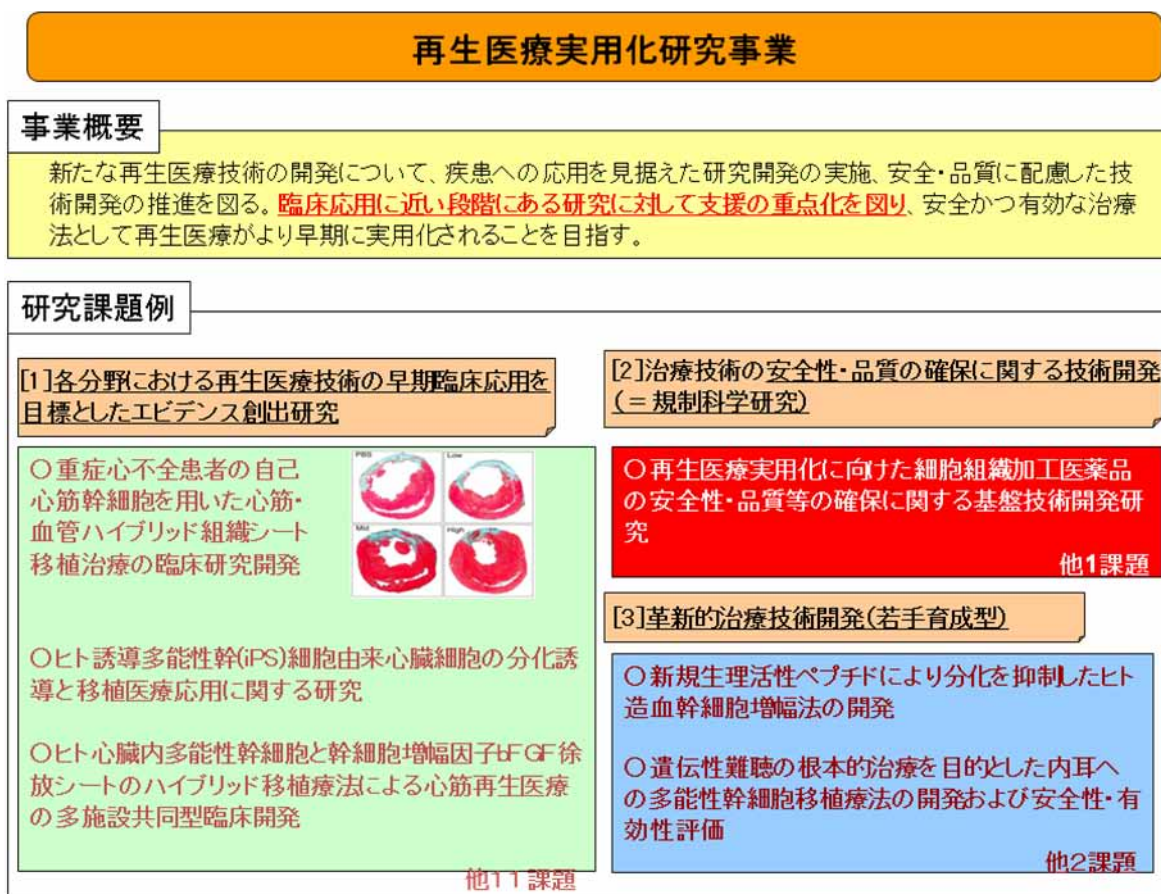 再生医療実用化研究事業
事業概要
新たな再生医療技術の開発について、疾患への応用を見据えた研究開発の実施、安全・品質に配慮した技
術開発の推進を図る。臨床応用に近い段階にある研究に対して支援の重点化を図り、安全かつ有効な治療
法として再生医療がより早期に実用化されることを目指す。
研究課題例
[1]各分野における再生医療技術の早期臨床応用を
目標としたエビデンス創出研究
○重症心不全患者の自己
心筋幹細胞を用いた心筋・
血管ハイブリッド組織シート
移植治療の臨床研究開発
PBS
Low
Mid
High
○ヒト誘導多能性幹(iPS)細胞由来心臓細胞の分化誘
導と移植医療応用に関する研究
○ヒト心臓内多能性幹細胞と幹細胞増幅因子bFGF徐
放シートのハイブリッド移植療法による心筋再生医療
の多施設共同型臨床開発
他11課題
[2]治療技術の安全性・品質の確保に関する技術開発
(=規制科学研究)
○再生医療実用化に向けた細胞組織加工医薬品
の安全性・品質等の確保に関する基盤技術開発研
究
他1課題
[3]革新的治療技術開発(若手育成型)
○新規生理活性ペプチドにより分化を抑制したヒト
造血幹細胞増幅法の開発
○遺伝性難聴の根本的治療を目的とした内耳へ
の多能性幹細胞移植療法の開発および安全性・有
効性評価
他2課題